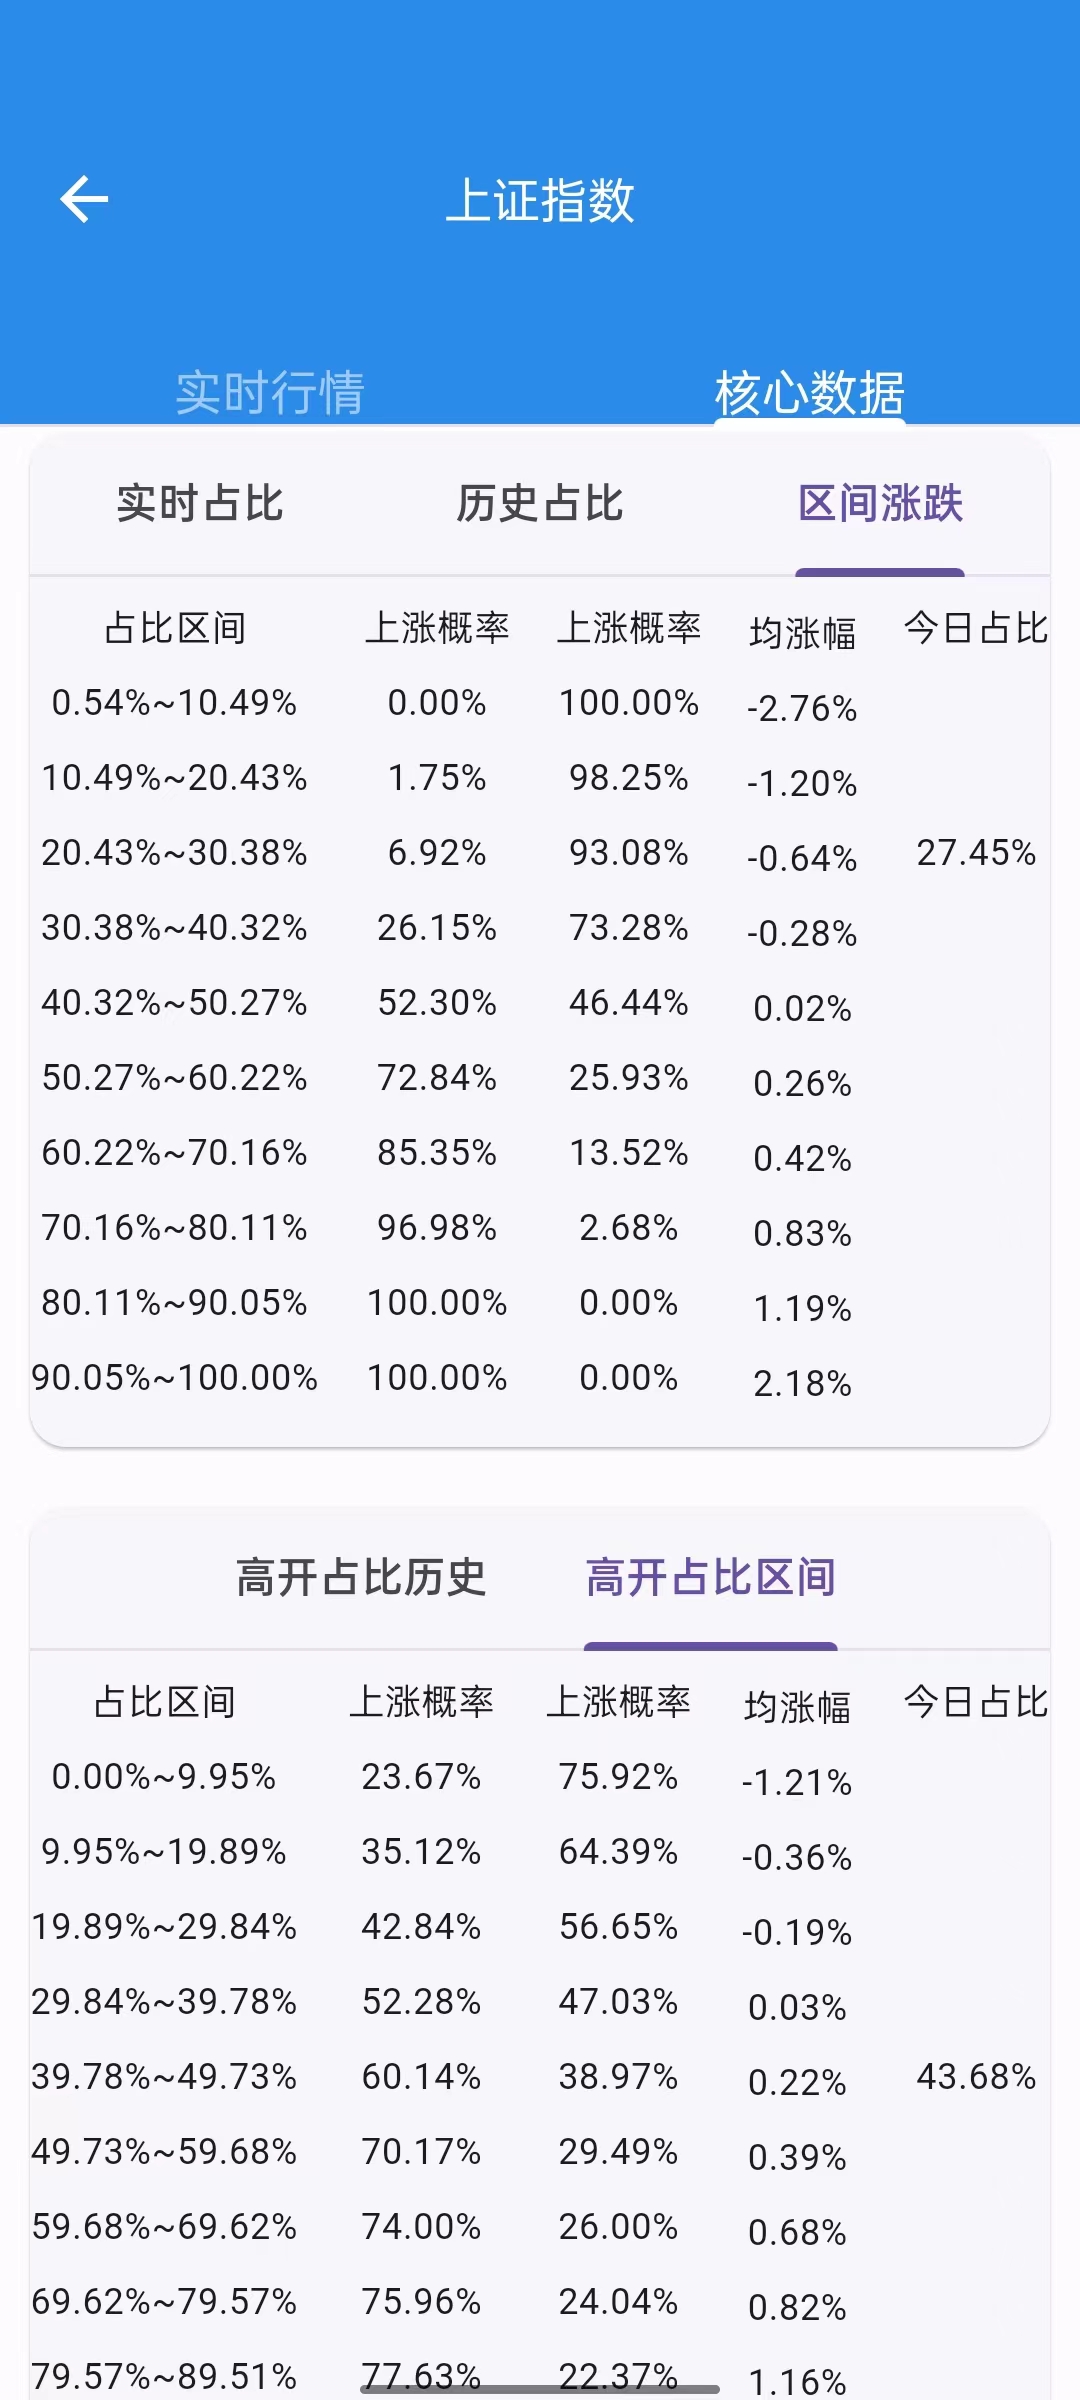 上证指数
实时行情 核心数据
实时占比 历史占比 区间涨跌
占比区间 上涨概率 上涨概率 均涨幅 今日占比
0.54%~10.49% 0.00% 100.00% -2.76%
10.49%~20.43% 1.75% 98.25% -1.20%
20.43%~30.38% 6.92% 93.08% -0.64% 27.45%
30.38%~40.32% 26.15% 73.28% -0.28%
40.32%~50.27% 52.30% 46.44% 0.02%
50.27%~60.22% 72.84% 25.93% 0.26%
60.22%~70.16% 85.35% 13.52% 0.42%
70.16%~80.11% 96.98% 2.68% 0.83%
80.11%~90.05% 100.00% 0.00% 1.19%
90.05%~100.00% 100.00% 0.00% 2.18%
高开占比历史 高开占比区间
占比区间 上涨概率 上涨概率 均涨幅 今日占比
0.00%~9.95% 23.67% 75.92% -1.21%
9.95%~19.89% 35.12% 64.39% -0.36%
19.89%~29.84% 42.84% 56.65% -0.19%
29.84%~39.78% 52.28% 47.03% 0.03%
39.78%~49.73% 60.14% 38.97% 0.22% 43.68%
49.73%~59.68% 70.17% 29.49% 0.39%
59.68%~69.62% 74.00% 26.00% 0.68%
69.62%~79.57% 75.96% 24.04% 0.82%
79.57%~89.51% 77.63% 22.37% 1.16%